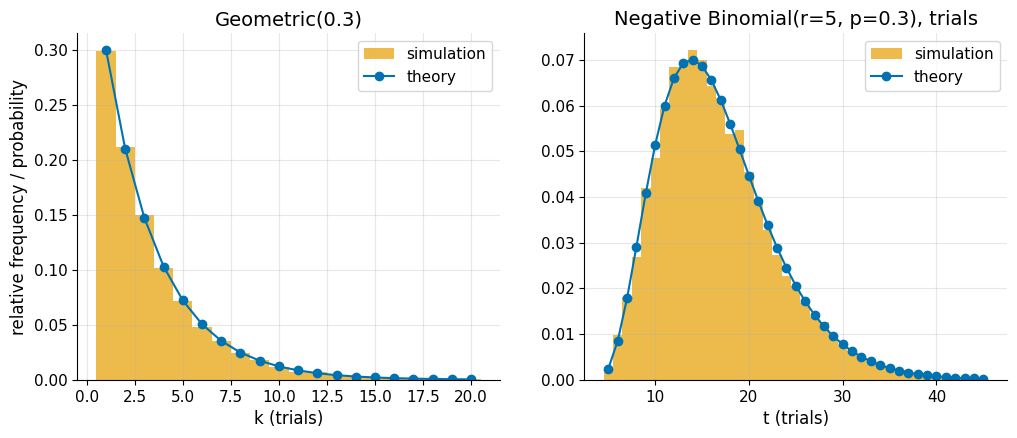 Geometric(0.3)
relative frequency / probability
0.30
0.25
0.20
0.15
0.10
0.05
0.00
simulation
theory
0.0 2.5 5.0 7.5 10.0 12.5 15.0 17.5 20.0
k (trials)
Negative Binomial(r=5, p=0.3), trials
0.07
0.06
0.05
0.04
0.03
0.02
0.01
0.00
simulation
theory
10 20 30 40
t (trials)